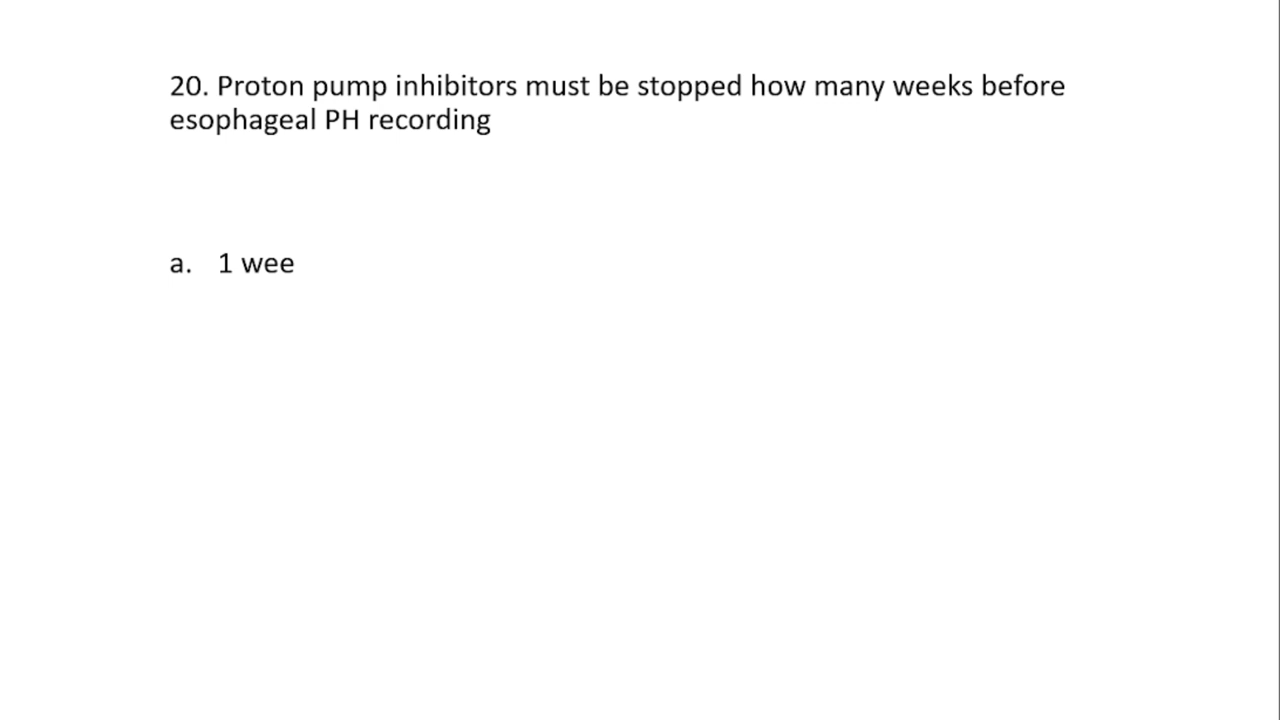 20. Proton pump inhibitors must be stopped how many weeks before
esophageal PH recording
a. 1 wee